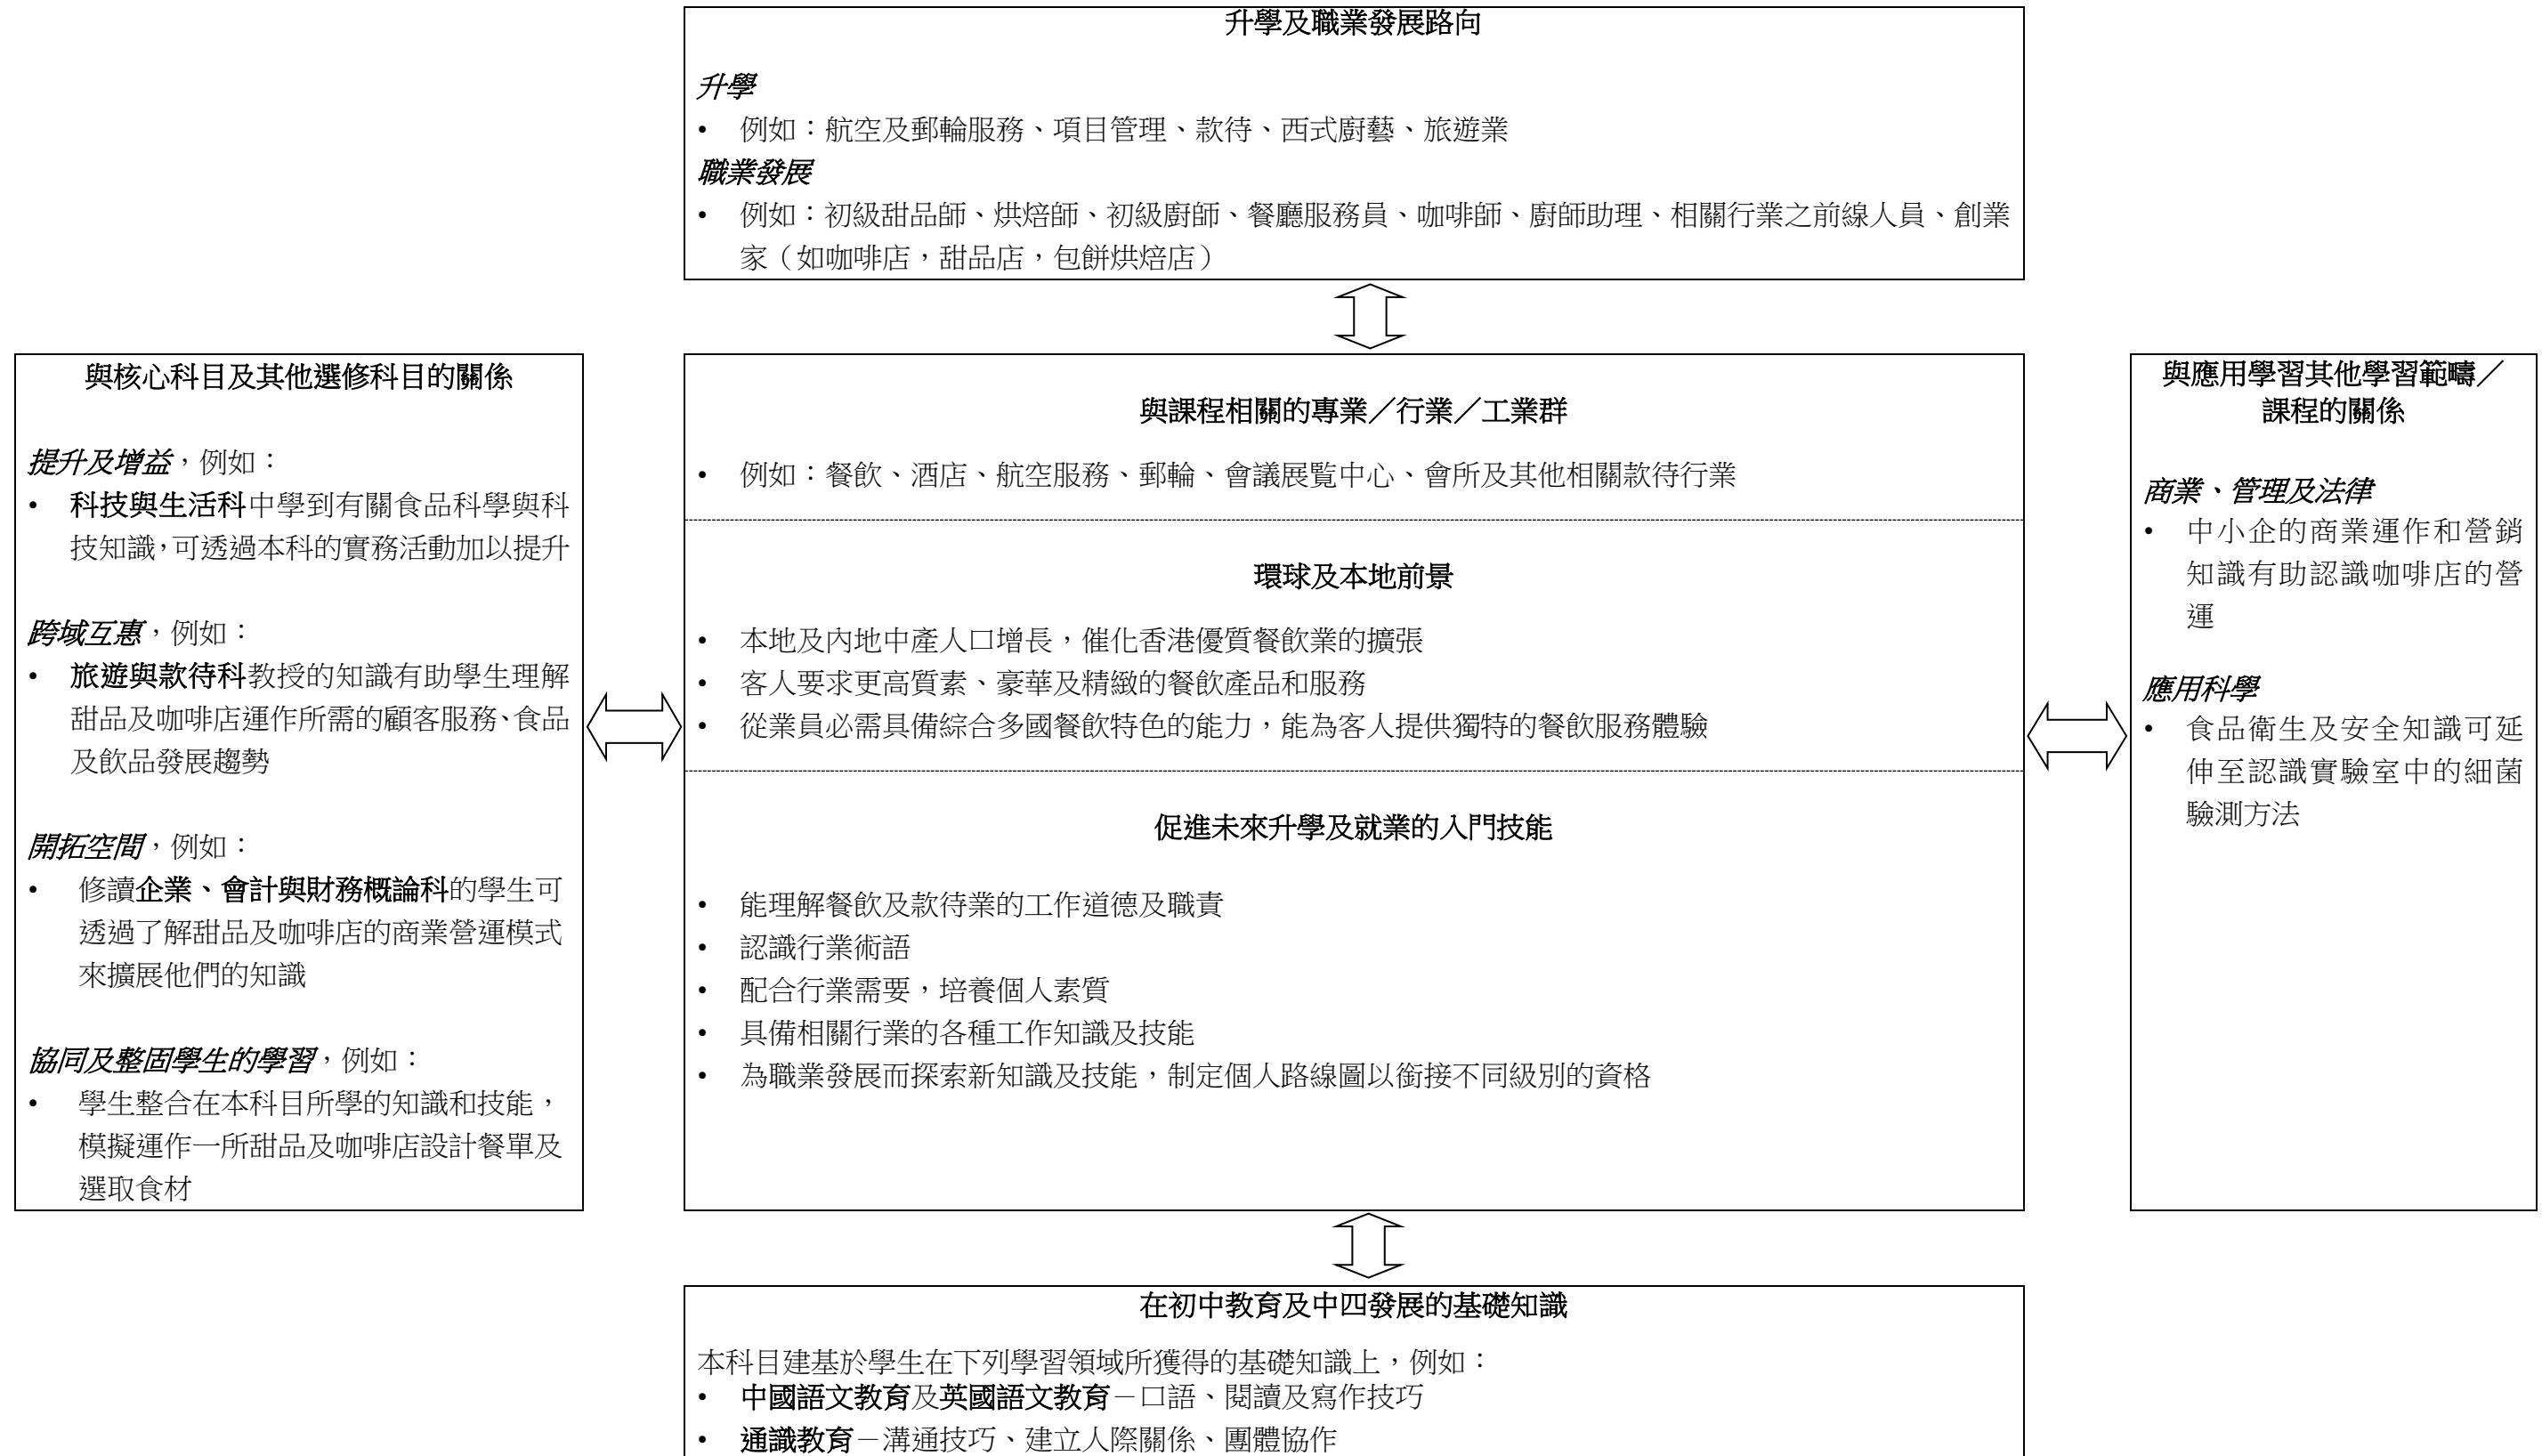 升學及職業發展路向
升學
• 例如：航空及郵輪服務、項目管理、款待、西式廚藝、旅遊業
職業發展
• 例如：初級甜品師、烘焙師、初級廚師、餐廳服務員、咖啡師、廚師助理、相關行業之前線人員、創業
家（如咖啡店，甜品店，包餅烘焙店）
與核心科目及其他選修科目的關係
提升及增益，例如：
• 科技與生活科中學到有關食品科學與科
技知識，可透過本科的實務活動加以提升
跨域互惠，例如：
• 旅遊與款待科教授的知識有助學生理解
甜品及咖啡店運作所需的顧客服務、食品
及飲品發展趨勢
開拓空間，例如：
• 修讀企業、會計與財務概論科的學生可
透過了解甜品及咖啡店的商業營運模式
來擴展他們的知識
協同及整固學生的學習，例如：
• 學生整合在本科目所學的知識和技能，
模擬運作一所甜品及咖啡店設計餐單及
選取食材
與課程相關的專業／行業／工業群
• 例如：餐飲、酒店、航空服務、郵輪、會議展覧中心、會所及其他相關款待行業
環球及本地前景
• 本地及內地中產人口增長，催化香港優質餐飲業的擴張
• 客人要求更高質素、豪華及精緻的餐飲產品和服務
• 從業員必需具備綜合多國餐飲特色的能力，能為客人提供獨特的餐飲服務體驗
促進未來升學及就業的入門技能
• 能理解餐飲及款待業的工作道德及職責
• 認識行業術語
• 配合行業需要，培養個人素質
• 具備相關行業的各種工作知識及技能
• 為職業發展而探索新知識及技能，制定個人路線圖以銜接不同級別的資格
與應用學習其他學習範疇／
課程的關係
商業、管理及法律
• 中小企的商業運作和營銷
知識有助認識咖啡店的營
運
應用科學
• 食品衛生及安全知識可延
伸至認識實驗室中的細菌
驗測方法
在初中教育及中四發展的基礎知識
本科目建基於學生在下列學習領域所獲得的基礎知識上，例如：
• 中國語文教育及英國語文教育－口語、閱讀及寫作技巧
• 通識教育－溝通技巧、建立人際關係、團體協作